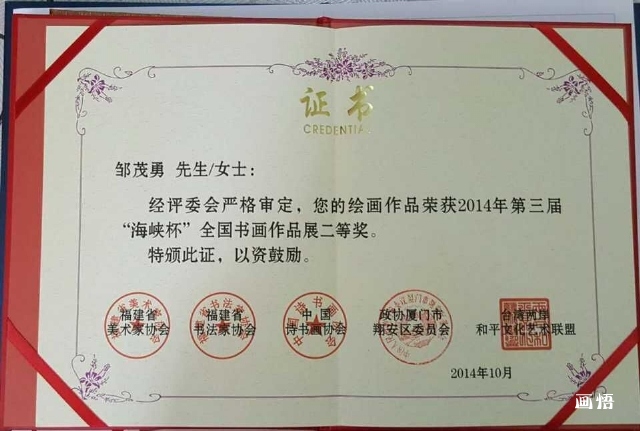 证书
CREDENTIAL
邹茂勇 先生/女士：
经评委会严格审定，您的绘画作品荣获2014年第三届
“海峡杯”全国书画作品展二等奖。
特颁此证，以资鼓励。
福建省 福建省 中国 政协厦门市 台湾两岸
美术家协会 书法家协会 诗书画协会 翔安区委员会 和平文化艺术联盟
2014年10月
画悟